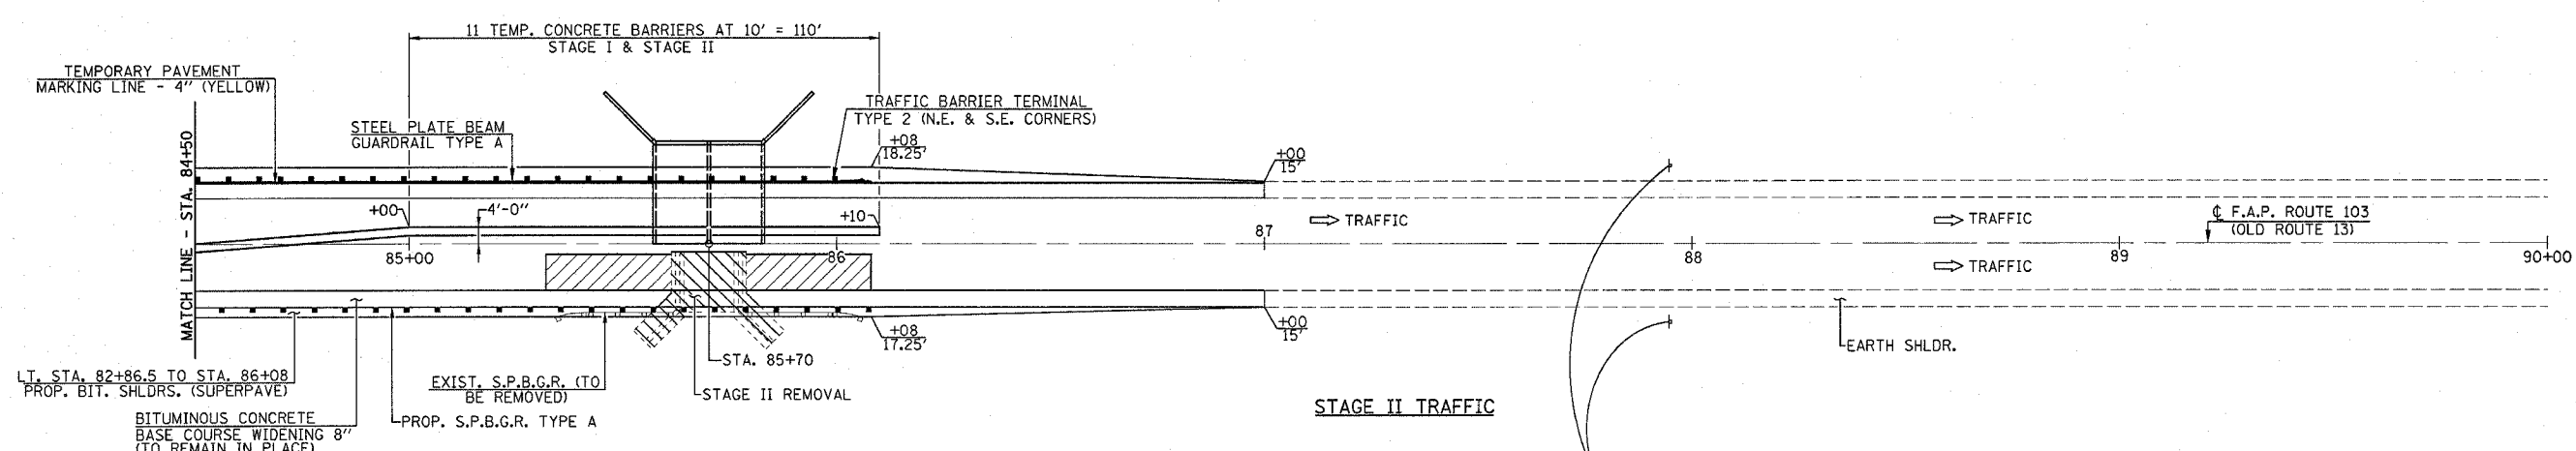 11 TEMP. CONCRETE BARRIERS AT 10' = 110'
STAGE I & STAGE II
TEMPORARY PAVEMENT
MARKING LINE - 4" (YELLOW)
STEEL PLATE BEAM
GUARDRAIL TYPE A
TRAFFIC BARRIER TERMINAL
TYPE 2 (N.E. & S.E. CORNERS)
+08
18.25'
+00
15'
MATCH LINE - STA. 84+50
+00
4'-0"
+10
TRAFFIC
TRAFFIC
℄ F.A.P. ROUTE 103
(OLD ROUTE 13)
85+00
86
87
88
89
90+00
TRAFFIC
+08
17.25'
+00
15'
EARTH SHLDR.
STA. 85+70
LT. STA. 82+86.5 TO STA. 86+08
PROP. BIT. SHLDRS. (SUPERPAVE)
EXIST. S.P.B.G.R. (TO
BE REMOVED)
STAGE II REMOVAL
STAGE II TRAFFIC
BITUMINOUS CONCRETE
BASE COURSE WIDENING 8"
(TO REMAIN IN PLACE)
PROP. S.P.B.G.R. TYPE A